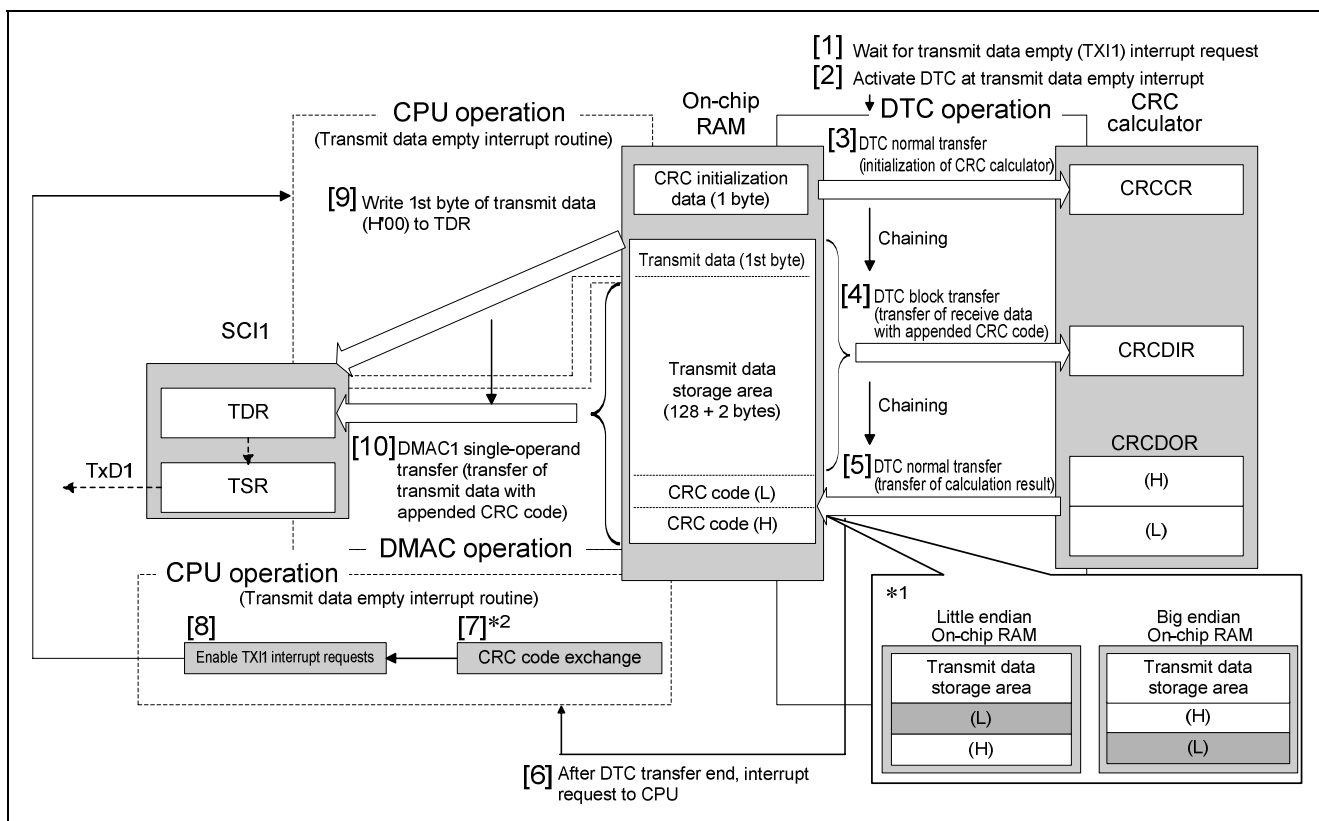 [1] Wait for transmit data empty (TXI1) interrupt request
[2] Activate DTC at transmit data empty interrupt
CPU operation
(Transmit data empty interrupt routine)
On-chip
RAM
DTC operation
CRC
calculator
[3] DTC normal transfer
(initialization of CRC calculator)
CRC initialization
data (1 byte)
CRCCR
[9] Write 1st byte of transmit data
(H'00) to TDR
Chaining
Transmit data (1st byte)
[4] DTC block transfer
(transfer of receive data
with appended CRC code)
SCI1
CRCDIR
Transmit data
storage area
(128 + 2 bytes)
TDR
Chaining
[10] DMAC1 single-operand
transfer (transfer of
transmit data with
appended CRC code)
CRCDOR
[5] DTC normal transfer
(transfer of calculation result)
TxD1
TSR
(H)
CRC code (L)
CRC code (H)
(L)
DMAC operation
CPU operation
(Transmit data empty interrupt routine)
*1
Little endian
On-chip RAM
Big endian
On-chip RAM
[8]
[7]*2
Enable TXI1 interrupt requests
CRC code exchange
Transmit data
storage area
Transmit data
storage area
(L)
(H)
(H)
(L)
[6] After DTC transfer end, interrupt
request to CPU